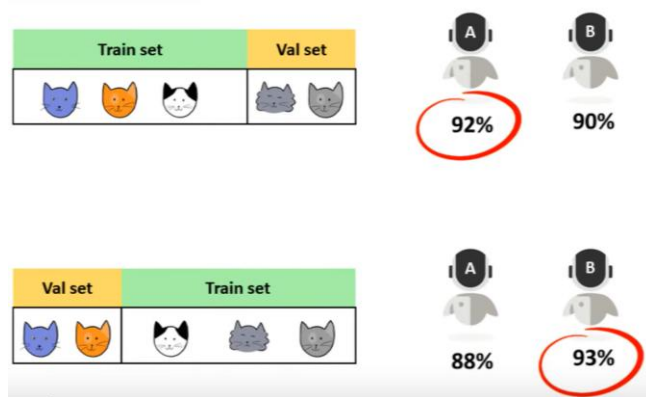 Train set Val set
A B
92% 90%
Val set Train set
A B
88% 93%